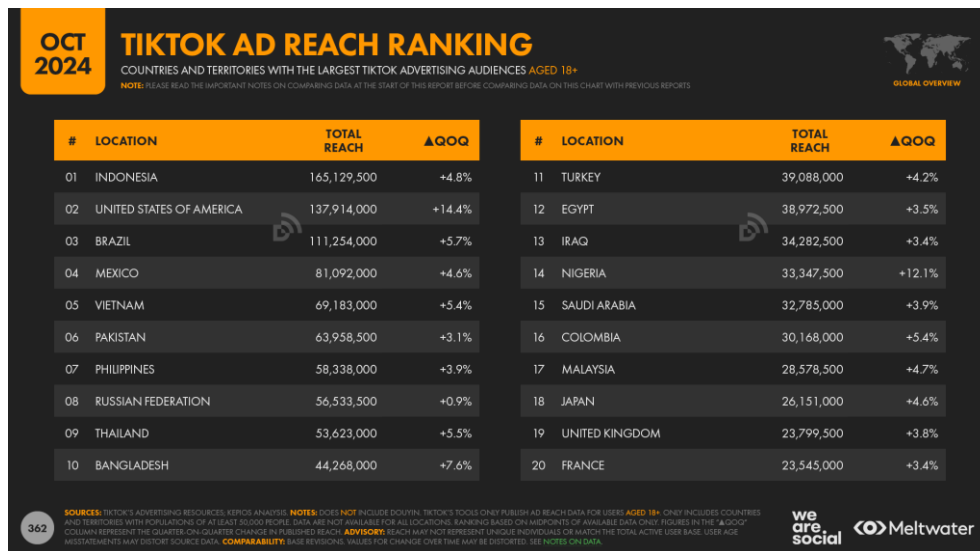 OCT
2024
TIKTOK AD REACH RANKING
COUNTRIES AND TERRITORIES WITH THE LARGEST TIKTOK ADVERTISING AUDIENCES AGED 18+
NOTE: PLEASE READ THE IMPORTANT NOTES ON COMPARING DATA AT THE START OF THIS REPORT BEFORE COMPARING DATA ON THIS CHART WITH PREVIOUS REPORTS
GLOBAL OVERVIEW
# LOCATION TOTAL REACH ▲QOQ
01 INDONESIA 165,129,500 +4.8%
02 UNITED STATES OF AMERICA 137,914,000 +14.4%
03 BRAZIL 111,254,000 +5.7%
04 MEXICO 81,092,000 +4.6%
05 VIETNAM 69,183,000 +5.4%
06 PAKISTAN 63,958,500 +3.1%
07 PHILIPPINES 58,338,000 +3.9%
08 RUSSIAN FEDERATION 56,533,500 +0.9%
09 THAILAND 53,623,000 +5.5%
10 BANGLADESH 44,268,000 +7.6%
# LOCATION TOTAL REACH ▲QOQ
11 TURKEY 39,088,000 +4.2%
12 EGYPT 38,972,500 +3.5%
13 IRAQ 34,282,500 +3.4%
14 NIGERIA 33,347,500 +12.1%
15 SAUDI ARABIA 32,785,000 +3.9%
16 COLOMBIA 30,168,000 +5.4%
17 MALAYSIA 28,578,500 +4.7%
18 JAPAN 26,151,000 +4.6%
19 UNITED KINGDOM 23,799,500 +3.8%
20 FRANCE 23,545,000 +3.4%
362
SOURCES: TIKTOK'S ADVERTISING RESOURCES; KEPIOS ANALYSIS. NOTES: DOES NOT INCLUDE DOUYIN. TIKTOK'S TOOLS ONLY PUBLISH AD REACH DATA FOR USERS AGED 18+. ONLY INCLUDES COUNTRIES
AND TERRITORIES WITH POPULATIONS OF AT LEAST 50,000 PEOPLE. DATA ARE NOT AVAILABLE FOR ALL LOCATIONS. RANKING BASED ON MIDPOINTS OF AVAILABLE DATA ONLY. FIGURES IN THE "▲QOQ"
COLUMN REPRESENT THE QUARTER-ON-QUARTER CHANGE IN PUBLISHED REACH. ADVISORY: REACH MAY NOT REPRESENT UNIQUE INDIVIDUALS OR MATCH THE TOTAL ACTIVE USER BASE. USER AGE
MISSTATEMENTS MAY DISTORT SOURCE DATA. COMPARABILITY: BASE REVISIONS. VALUES FOR CHANGE OVER TIME MAY BE DISTORTED. SEE NOTES ON DATA.
we
are
social
Meltwater